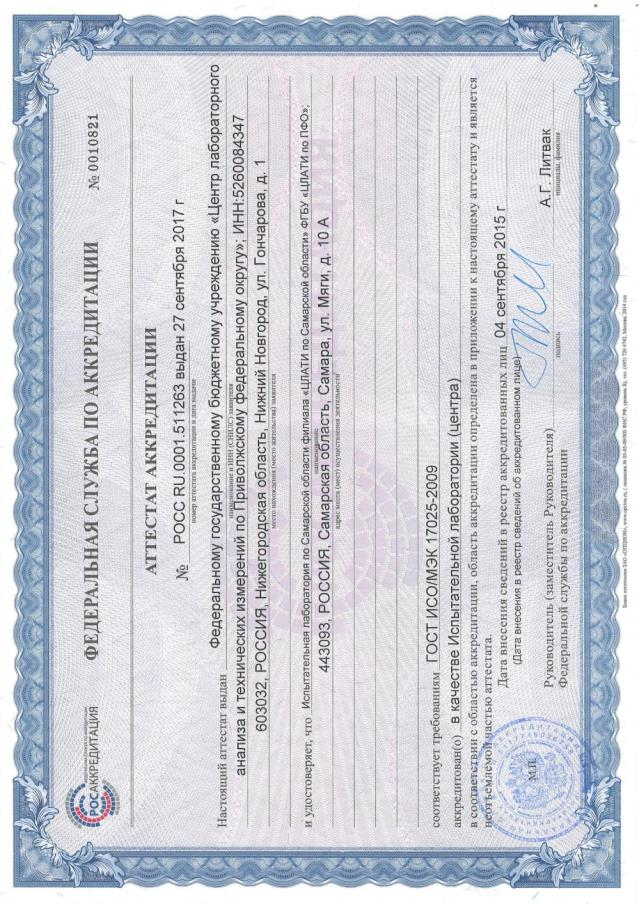 РОСАККРЕДИТАЦИЯ
ФЕДЕРАЛЬНАЯ СЛУЖБА ПО АККРЕДИТАЦИИ
№ 0010821
АТТЕСТАТ АККРЕДИТАЦИИ
№ РОСС RU.0001.511263 выдан 27 сентября 2017 г
номер аттестата аккредитации и дата выдачи
Настоящий аттестат выдан Федеральному государственному бюджетному учреждению «Центр лабораторного
наименование и ИНН (СНИЛС) заявителя
анализа и технических измерений по Приволжскому федеральному округу»; ИНН:5260084347
603032, РОССИЯ, Нижегородская область, Нижний Новгород, ул. Гончарова, д. 1
место нахождения (место жительства) заявителя
и удостоверяет, что Испытательная лаборатория по Самарской области филиала «ЦЛАТИ по Самарской области» ФГБУ «ЦЛАТИ по ПФО»;
наименование
443093, РОССИЯ, Самарская область, Самара, ул. Мяги, д. 10 А
адрес места (мест) осуществления деятельности
соответствует требованиям ГОСТ ИСО/МЭК 17025-2009
аккредитован(о) в качестве Испытательной лаборатории (центра)
в соответствии с областью аккредитации, область аккредитации определена в приложении к настоящему аттестату и является
неотъемлемой частью аттестата.
Дата внесения сведений в реестр аккредитованных лиц 04 сентября 2015 г
(Дата внесения в реестр сведений об аккредитованном лице)
Руководитель (заместитель Руководителя)
Федеральной службы по аккредитации
М.П.
подпись
А.Г. Литвак
инициалы, фамилия